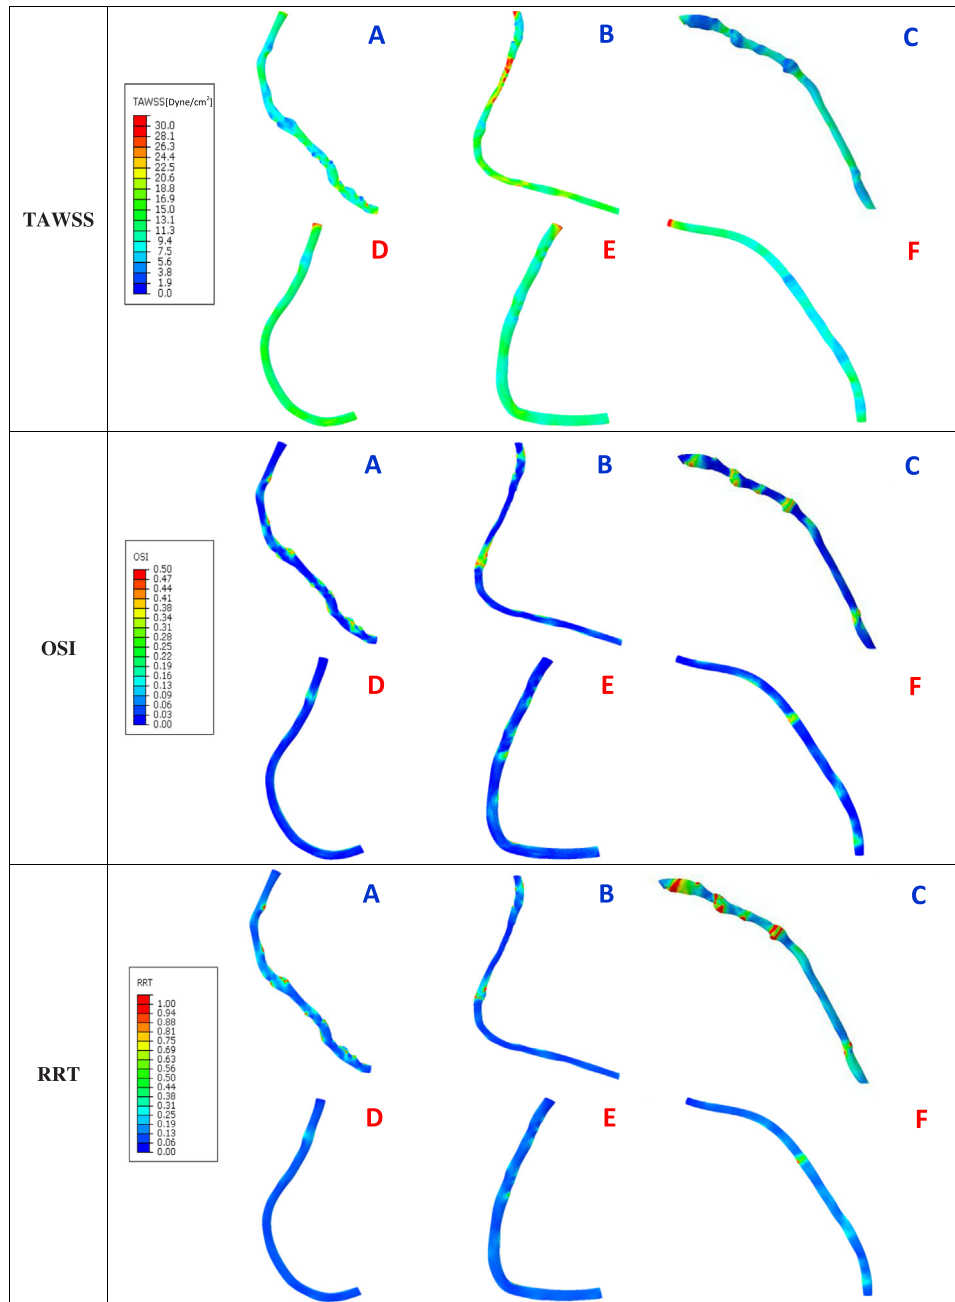 TAWSS
TAWSS[Dyne/cm²]
30.0
28.1
26.3
24.4
22.5
20.6
18.8
16.9
15.0
13.1
11.3
9.4
7.5
5.6
3.8
1.9
0.0
A
B
C
D
E
F
OSI
OSI
0.50
0.47
0.44
0.41
0.38
0.34
0.31
0.28
0.25
0.22
0.19
0.16
0.13
0.09
0.06
0.03
0.00
A
B
C
D
E
F
RRT
RRT
1.00
0.94
0.88
0.81
0.75
0.69
0.63
0.56
0.50
0.44
0.38
0.31
0.25
0.19
0.13
0.06
0.00
A
B
C
D
E
F